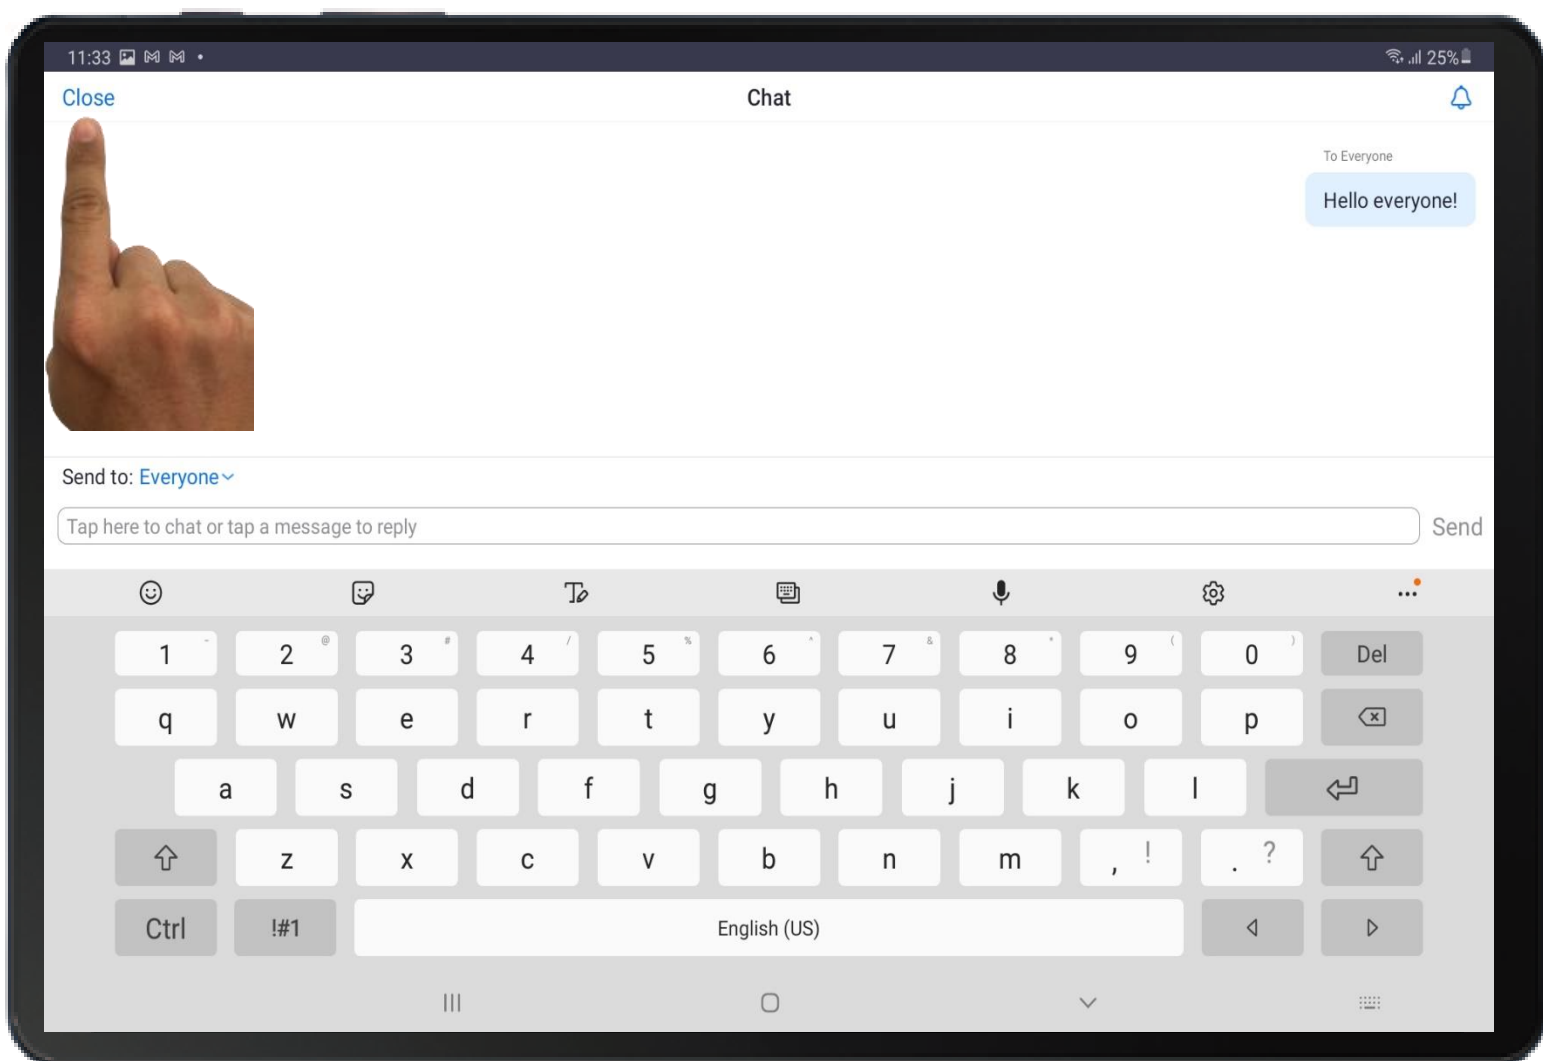 11:33
25%
Close
Chat
To Everyone
Hello everyone!
Send to: Everyone
Tap here to chat or tap a message to reply
Send
1 2 @ 3 # 4 / 5 % 6 ^ 7 & 8 * 9 ( 0 ) Del
q w e r t y u i o p
a s d f g h j k l
z x c v b n m , ! . ?
Ctrl !#1 English (US)